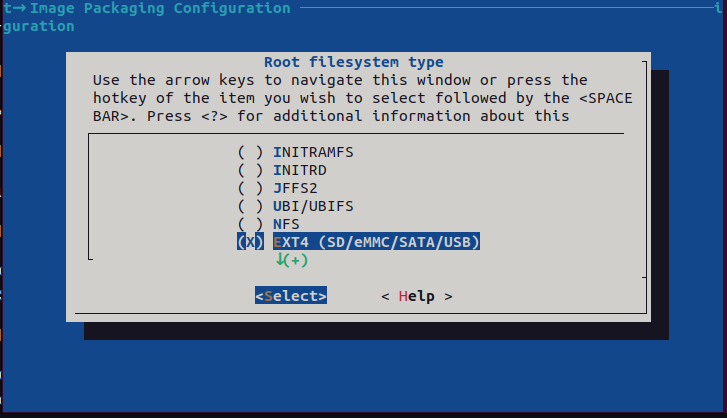 t→Image Packaging Configuration
i
guration
Root filesystem type
Use the arrow keys to navigate this window or press the
hotkey of the item you wish to select followed by the <SPACE
BAR>. Press <?> for additional information about this
( ) INITRAMFS
( ) INITRD
( ) JFFS2
( ) UBI/UBIFS
( ) NFS
(X) EXT4 (SD/eMMC/SATA/USB)
↓(+)
<Select> < Help >